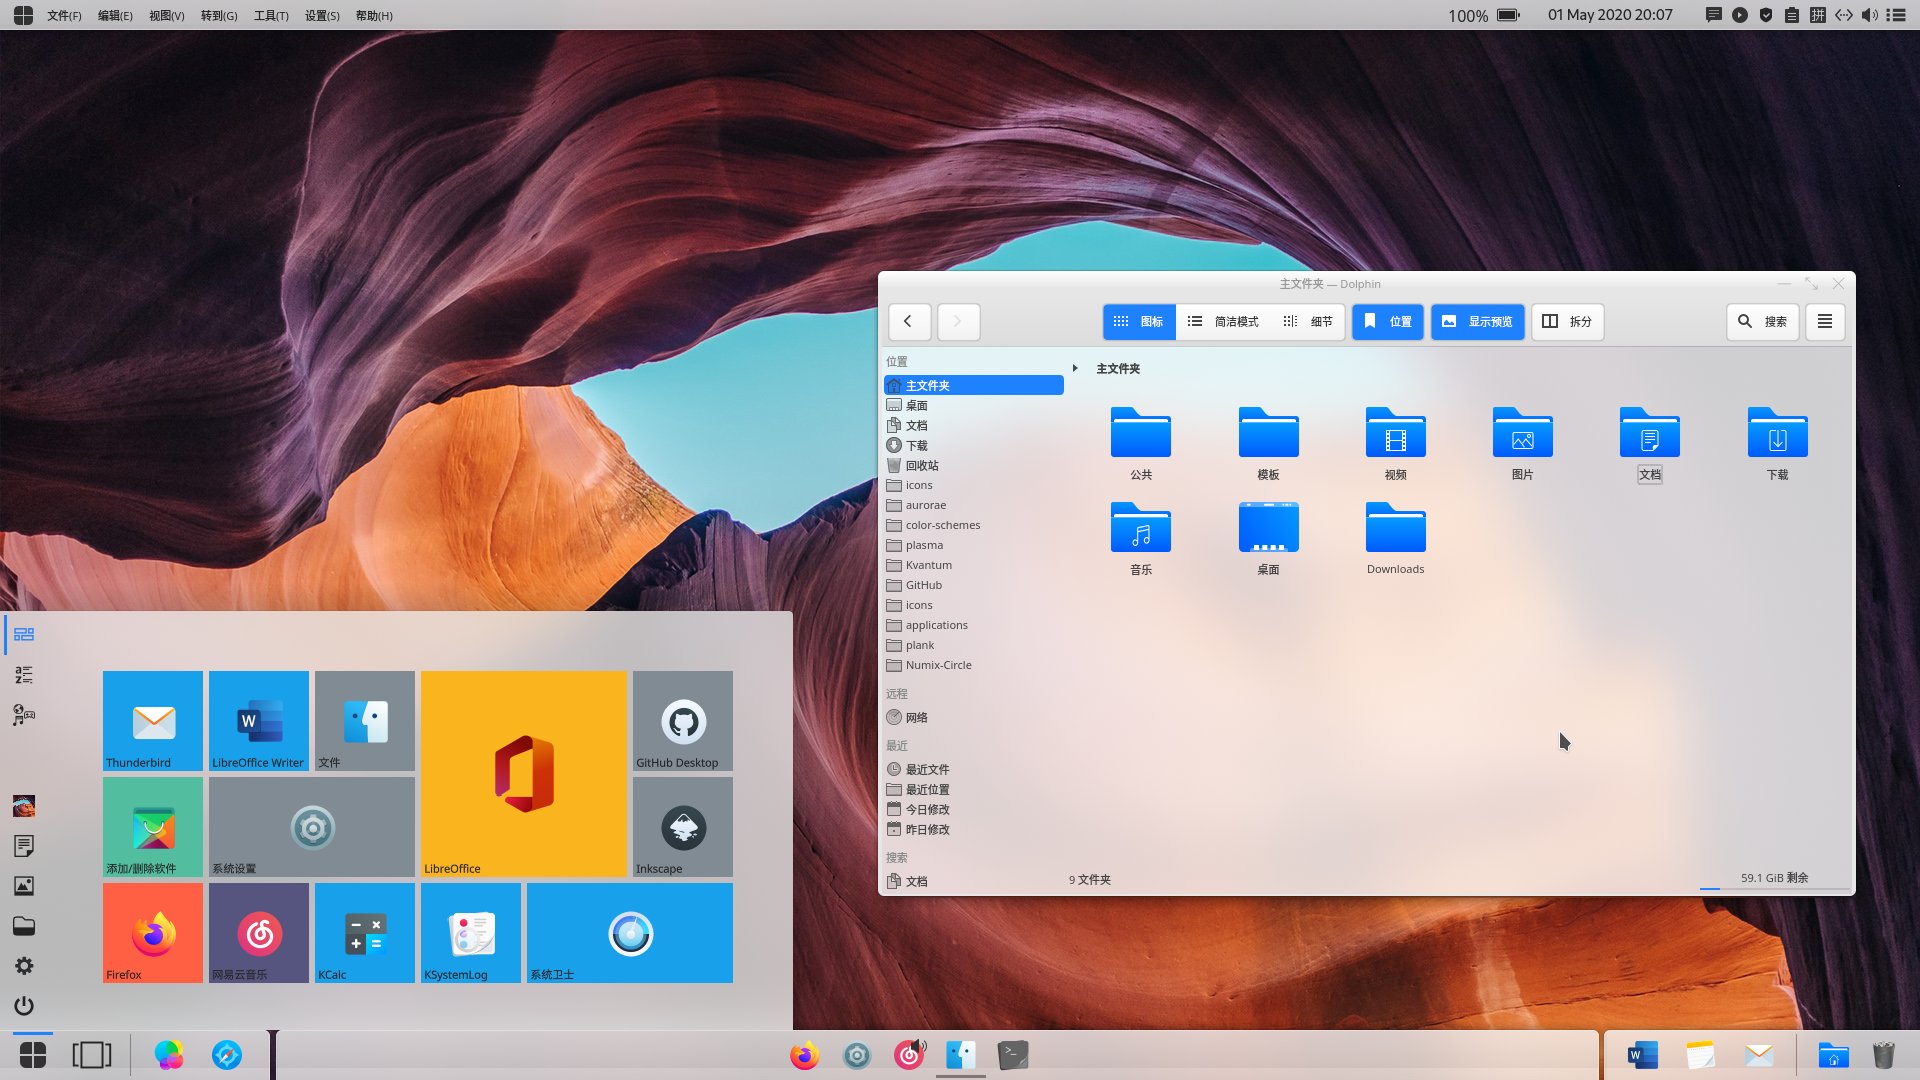 文件(F) 编辑(E) 视图(V) 转到(G) 工具(T) 设置(S) 帮助(H)
100% 01 May 2020 20:07
拼
主文件夹 — Dolphin
图标 简洁模式 细节 位置 显示预览 拆分 搜索
位置
主文件夹
桌面
文档
下载
回收站
icons
aurorae
color-schemes
plasma
Kvantum
GitHub
icons
applications
plank
Numix-Circle
远程
网络
最近
最近文件
最近位置
今日修改
昨日修改
搜索
文档
主文件夹
公共 模板 视频 图片 文档 下载
音乐 桌面 Downloads
9 文件夹
59.1 GiB 剩余
Thunderbird LibreOffice Writer 文件 LibreOffice GitHub Desktop
添加/删除软件 系统设置 Inkscape
Firefox 网易云音乐 KCalc KSystemLog 系统卫士